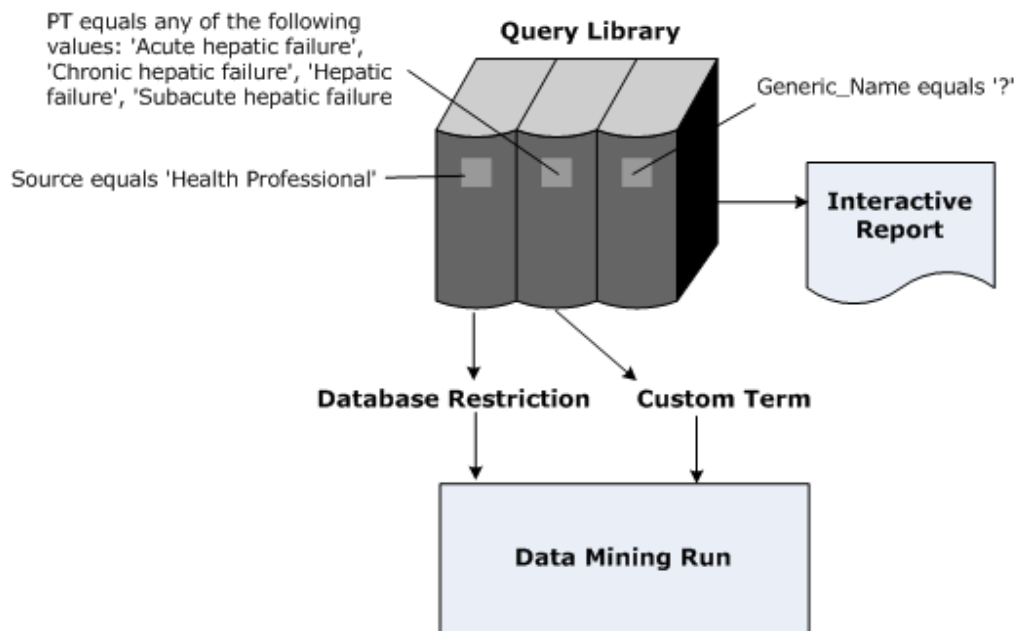 PT equals any of the following
values: 'Acute hepatic failure',
'Chronic hepatic failure', 'Hepatic
failure', 'Subacute hepatic failure
Query Library
Generic_Name equals '?'
Source equals 'Health Professional'
Interactive
Report
Database Restriction
Custom Term
Data Mining Run